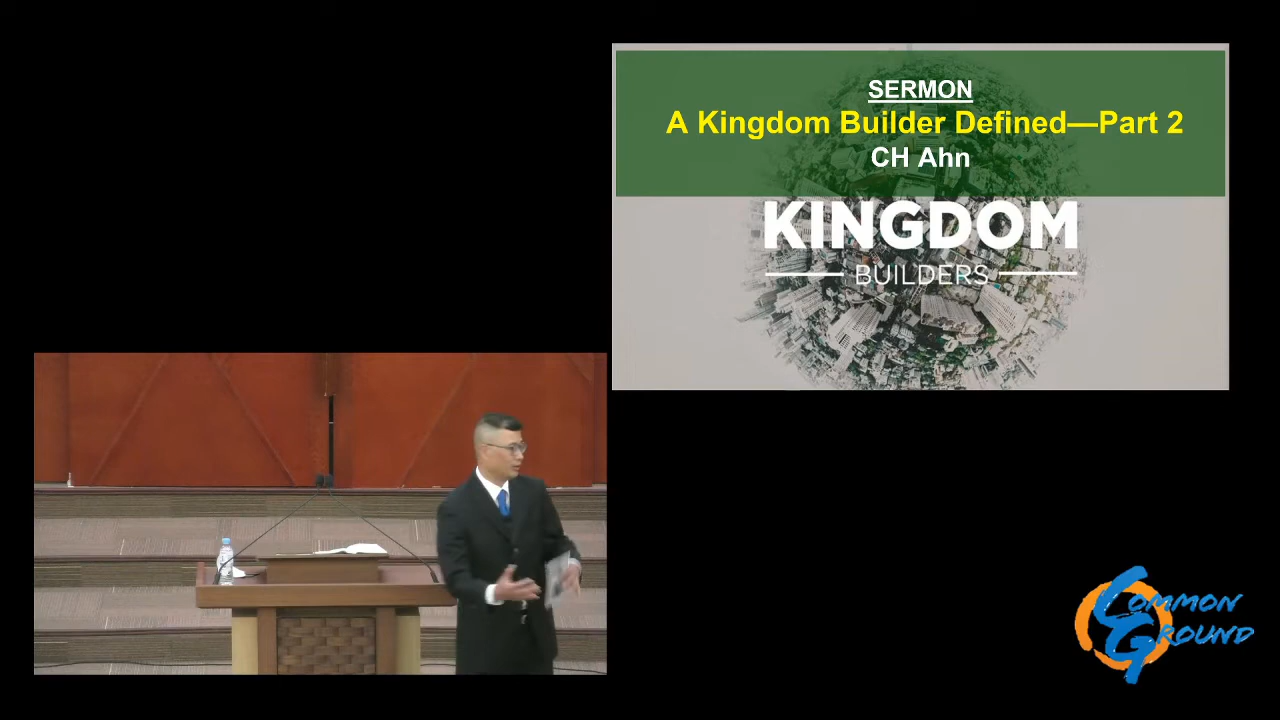 SERMON
A Kingdom Builder Defined—Part 2
CH Ahn
KINGDOM
BUILDERS
COMMON
GROUND